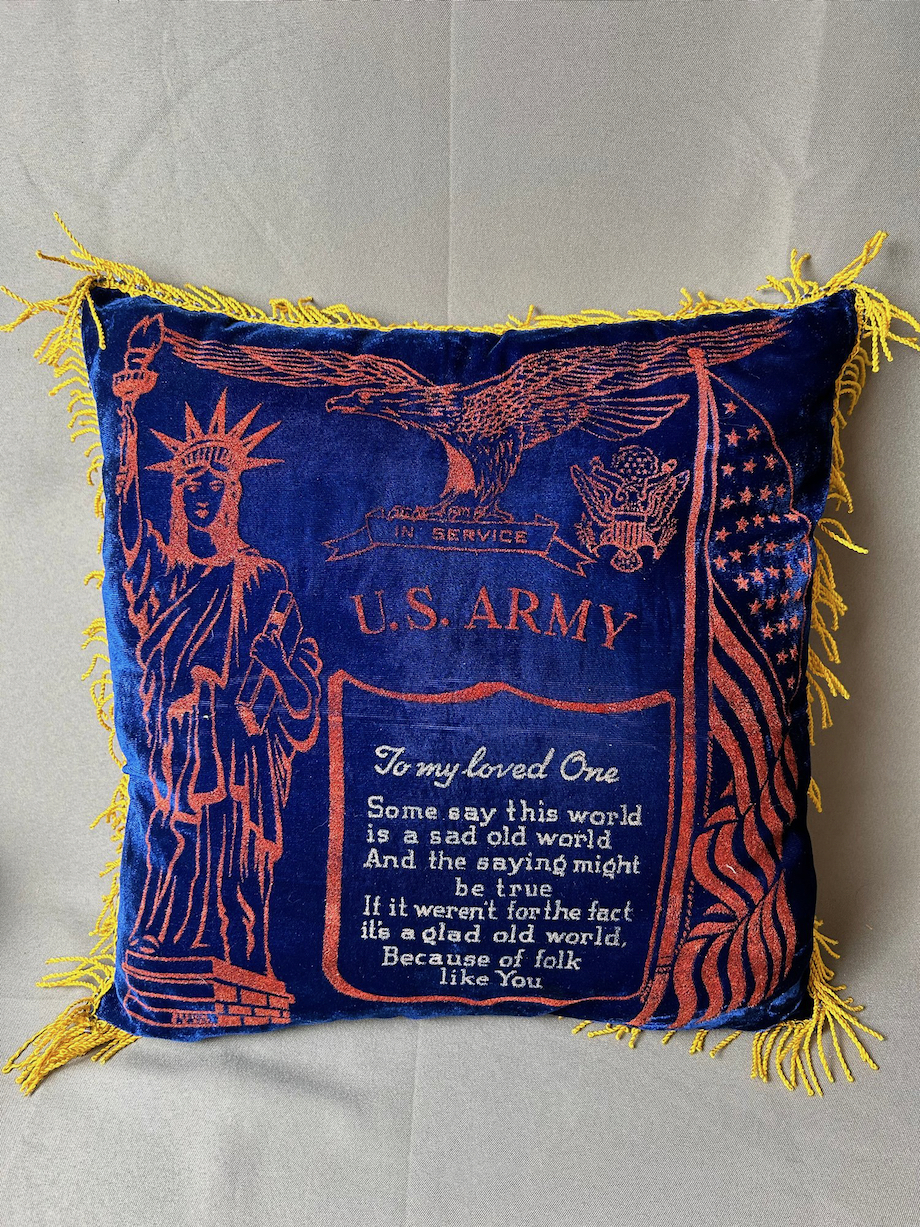 IN SERVICE
U.S. ARMY
To my loved One
Some say this world
is a sad old world
And the saying might
be true
If it weren't for the fact
it's a glad old world,
Because of folk
like You